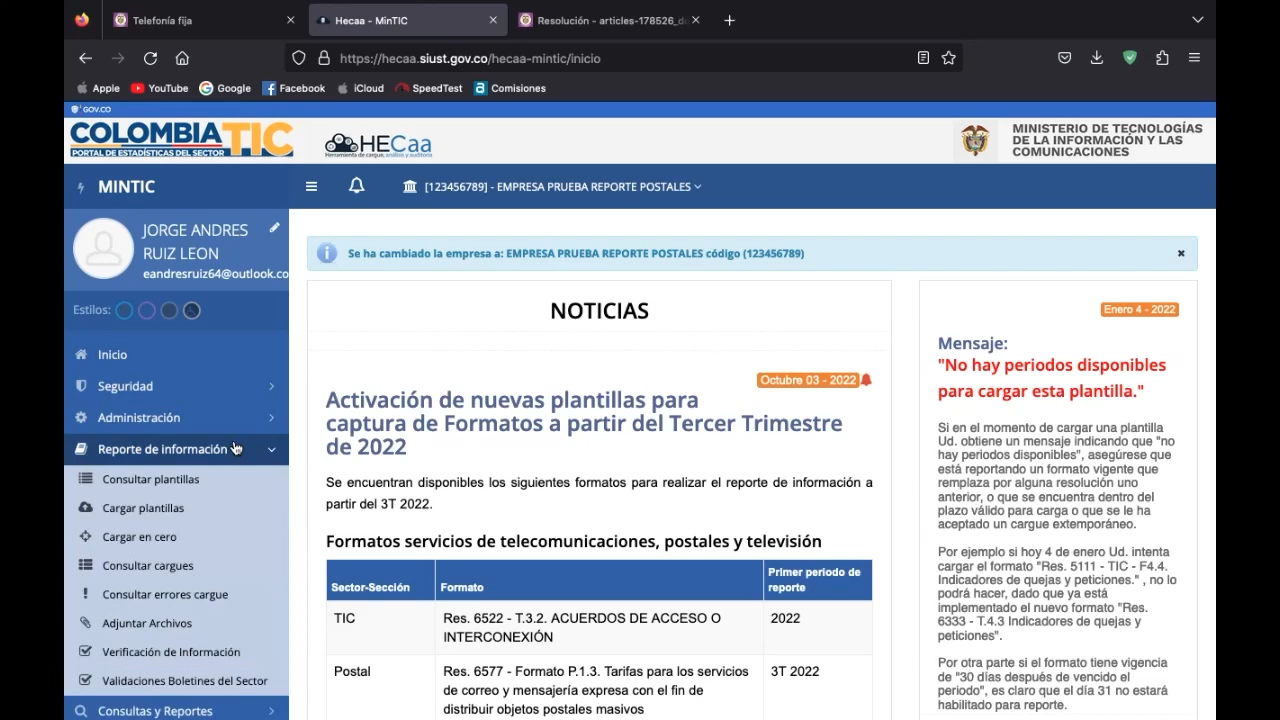 Telefonía fija
Hecaa - MinTIC
Resolución - articles-178526_do
https://hecaa.siust.gov.co/hecaa-mintic/inicio
Apple
YouTube
Google
Facebook
iCloud
SpeedTest
Comisiones
GOV.CO
COLOMBIA TIC
PORTAL DE ESTADÍSTICAS DEL SECTOR
HECaa
Herramienta de cargue, análisis y auditoría
MINISTERIO DE TECNOLOGÍAS
DE LA INFORMACIÓN Y LAS
COMUNICACIONES
MINTIC
[123456789] - EMPRESA PRUEBA REPORTE POSTALES
JORGE ANDRES
RUIZ LEON
eandresruiz64@outlook.co
Estilos:
Inicio
Seguridad
Administración
Reporte de información
Consultar plantillas
Cargar plantillas
Cargar en cero
Consultar cargues
Consultar errores cargue
Adjuntar Archivos
Verificación de Información
Validaciones Boletines del Sector
Consultas y Reportes
Se ha cambiado la empresa a: EMPRESA PRUEBA REPORTE POSTALES código (123456789)
NOTICIAS
Octubre 03 - 2022
Activación de nuevas plantillas para
captura de Formatos a partir del Tercer Trimestre
de 2022
Se encuentran disponibles los siguientes formatos para realizar el reporte de información a
partir del 3T 2022.
Formatos servicios de telecomunicaciones, postales y televisión
Sector-Sección Formato Primer periodo de
reporte
TIC Res. 6522 - T.3.2. ACUERDOS DE ACCESO O 2022
INTERCONEXIÓN
Postal Res. 6577 - Formato P.1.3. Tarifas para los servicios 3T 2022
de correo y mensajería expresa con el fin de
distribuir objetos postales masivos
Enero 4 - 2022
Mensaje:
"No hay periodos disponibles
para cargar esta plantilla."
Si en el momento de cargar una plantilla
Ud. obtiene un mensaje indicando que "no
hay periodos disponibles", asegúrese que
está reportando un formato vigente que
remplaza por alguna resolución uno
anterior, o que se encuentra dentro del
plazo válido para carga o que se le ha
aceptado un cargue extemporáneo.
Por ejemplo si hoy 4 de enero Ud. intenta
cargar el formato "Res. 5111 - TIC - F4.4.
Indicadores de quejas y peticiones." , no lo
podrá hacer, dado que ya está
implementado el nuevo formato "Res.
6333 - T.4.3 Indicadores de quejas y
peticiones".
Por otra parte si el formato tiene vigencia
de "30 días después de vencido el
periodo", es claro que el día 31 no estará
habilitado para reporte.